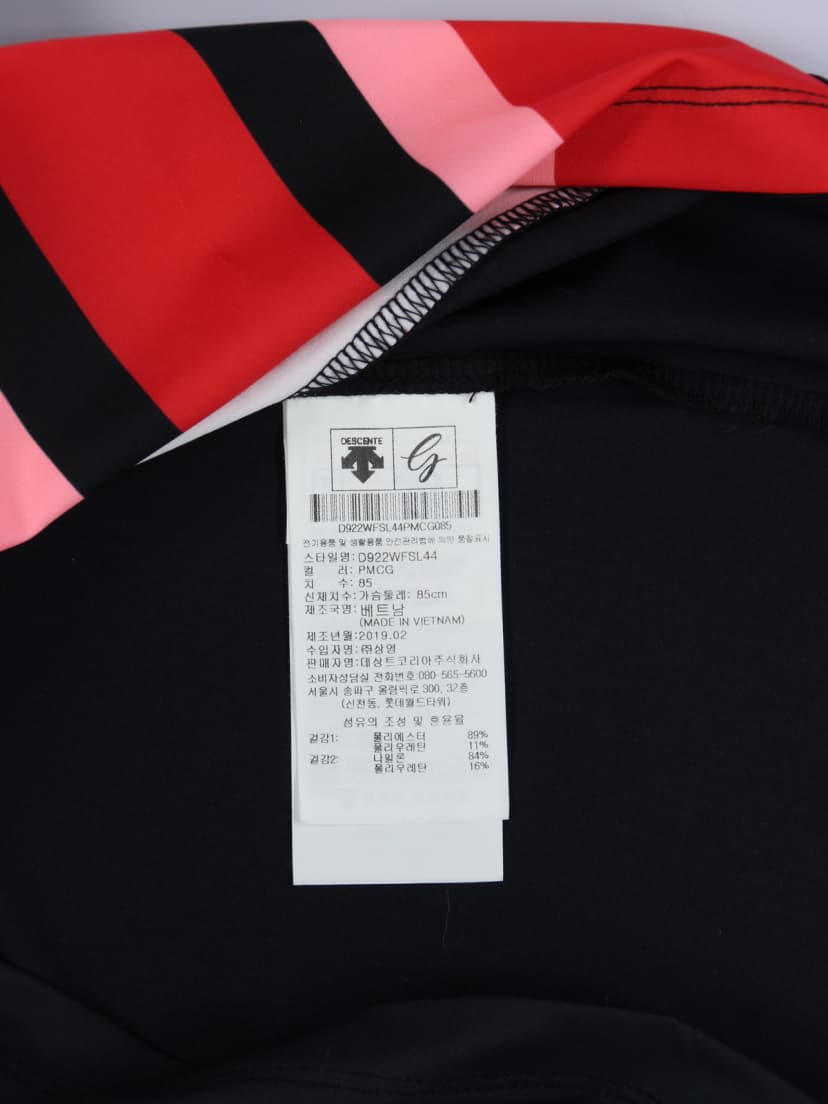 DESCENTE
D922WFSL44PMCG085
전기용품 및 생활용품 안전관리법에 의한 품질표시
스타일명: D922WFSL44
컬 러: PMCG
치 수: 85
신체치수: 가슴둘레: 85cm
제조국명: 베트남
(MADE IN VIETNAM)
제조년월: 2019.02
수입자명: ㈜상영
판매자명: 데상트코리아주식회사
소비자상담실 전화번호: 080-565-5600
서울시 송파구 올림픽로 300, 32층
(신천동, 롯데월드타워)
섬유의 조성 및 혼용율
겉감1: 폴리에스터 89%
폴리우레탄 11%
겉감2: 나일론 84%
폴리우레탄 16%